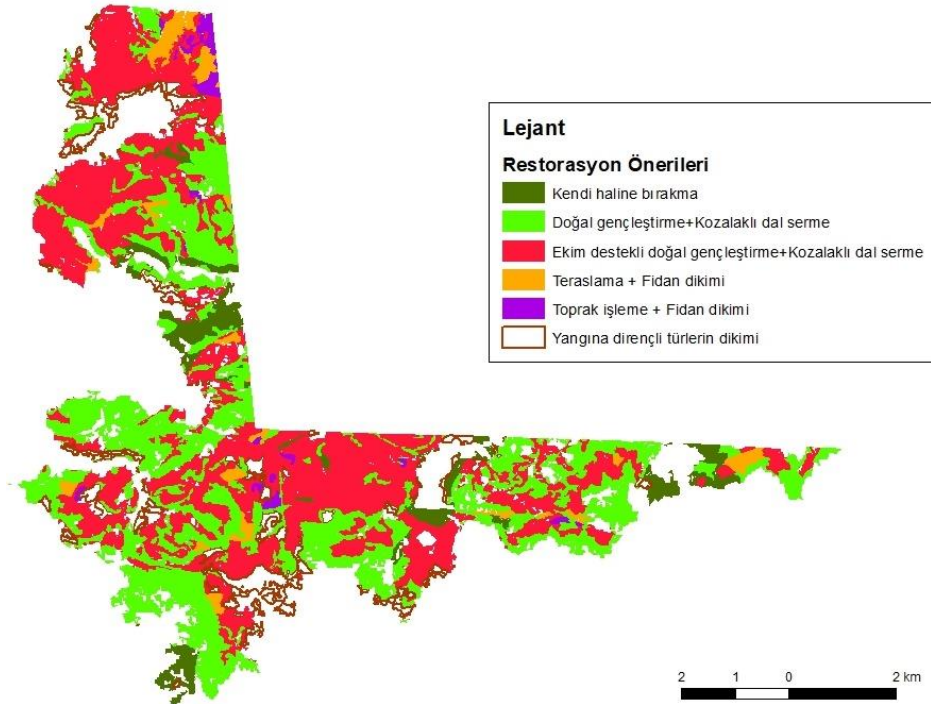 Lejant
Restorasyon Önerileri
Kendi haline bırakma
Doğal gençleştirme+Kozalaklı dal serme
Ekim destekli doğal gençleştirme+Kozalaklı dal serme
Teraslama + Fidan dikimi
Toprak işleme + Fidan dikimi
Yangına dirençli türlerin dikimi
2 1 0 2 km